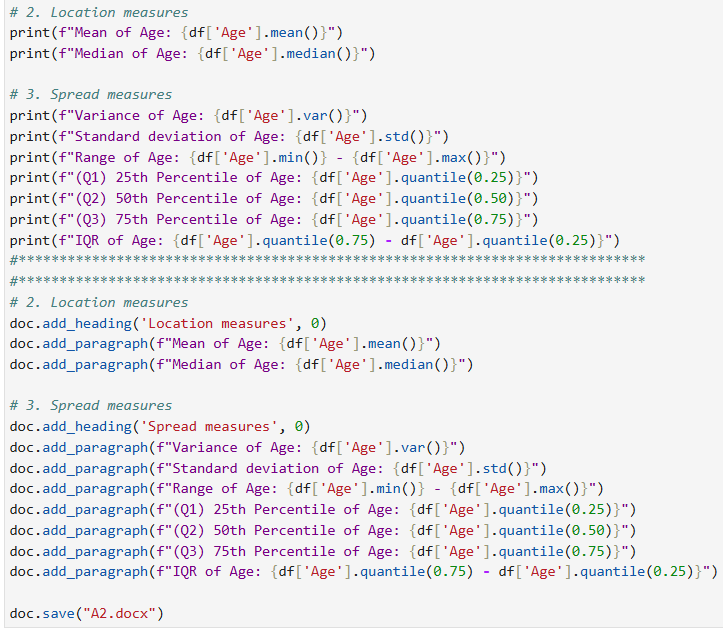 # 2. Location measures
print(f"Mean of Age: {df['Age'].mean()}")
print(f"Median of Age: {df['Age'].median()}")
# 3. Spread measures
print(f"Variance of Age: {df['Age'].var()}")
print(f"Standard deviation of Age: {df['Age'].std()}")
print(f"Range of Age: {df['Age'].min()} - {df['Age'].max()}")
print(f"(Q1) 25th Percentile of Age: {df['Age'].quantile(0.25)}")
print(f"(Q2) 50th Percentile of Age: {df['Age'].quantile(0.50)}")
print(f"(Q3) 75th Percentile of Age: {df['Age'].quantile(0.75)}")
print(f"IQR of Age: {df['Age'].quantile(0.75) - df['Age'].quantile(0.25)}")
#****************************************************************************
#****************************************************************************
# 2. Location measures
doc.add_heading('Location measures', 0)
doc.add_paragraph(f"Mean of Age: {df['Age'].mean()}")
doc.add_paragraph(f"Median of Age: {df['Age'].median()}")
# 3. Spread measures
doc.add_heading('Spread measures', 0)
doc.add_paragraph(f"Variance of Age: {df['Age'].var()}")
doc.add_paragraph(f"Standard deviation of Age: {df['Age'].std()}")
doc.add_paragraph(f"Range of Age: {df['Age'].min()} - {df['Age'].max()}")
doc.add_paragraph(f"(Q1) 25th Percentile of Age: {df['Age'].quantile(0.25)}")
doc.add_paragraph(f"(Q2) 50th Percentile of Age: {df['Age'].quantile(0.50)}")
doc.add_paragraph(f"(Q3) 75th Percentile of Age: {df['Age'].quantile(0.75)}")
doc.add_paragraph(f"IQR of Age: {df['Age'].quantile(0.75) - df['Age'].quantile(0.25)}")
doc.save("A2.docx")